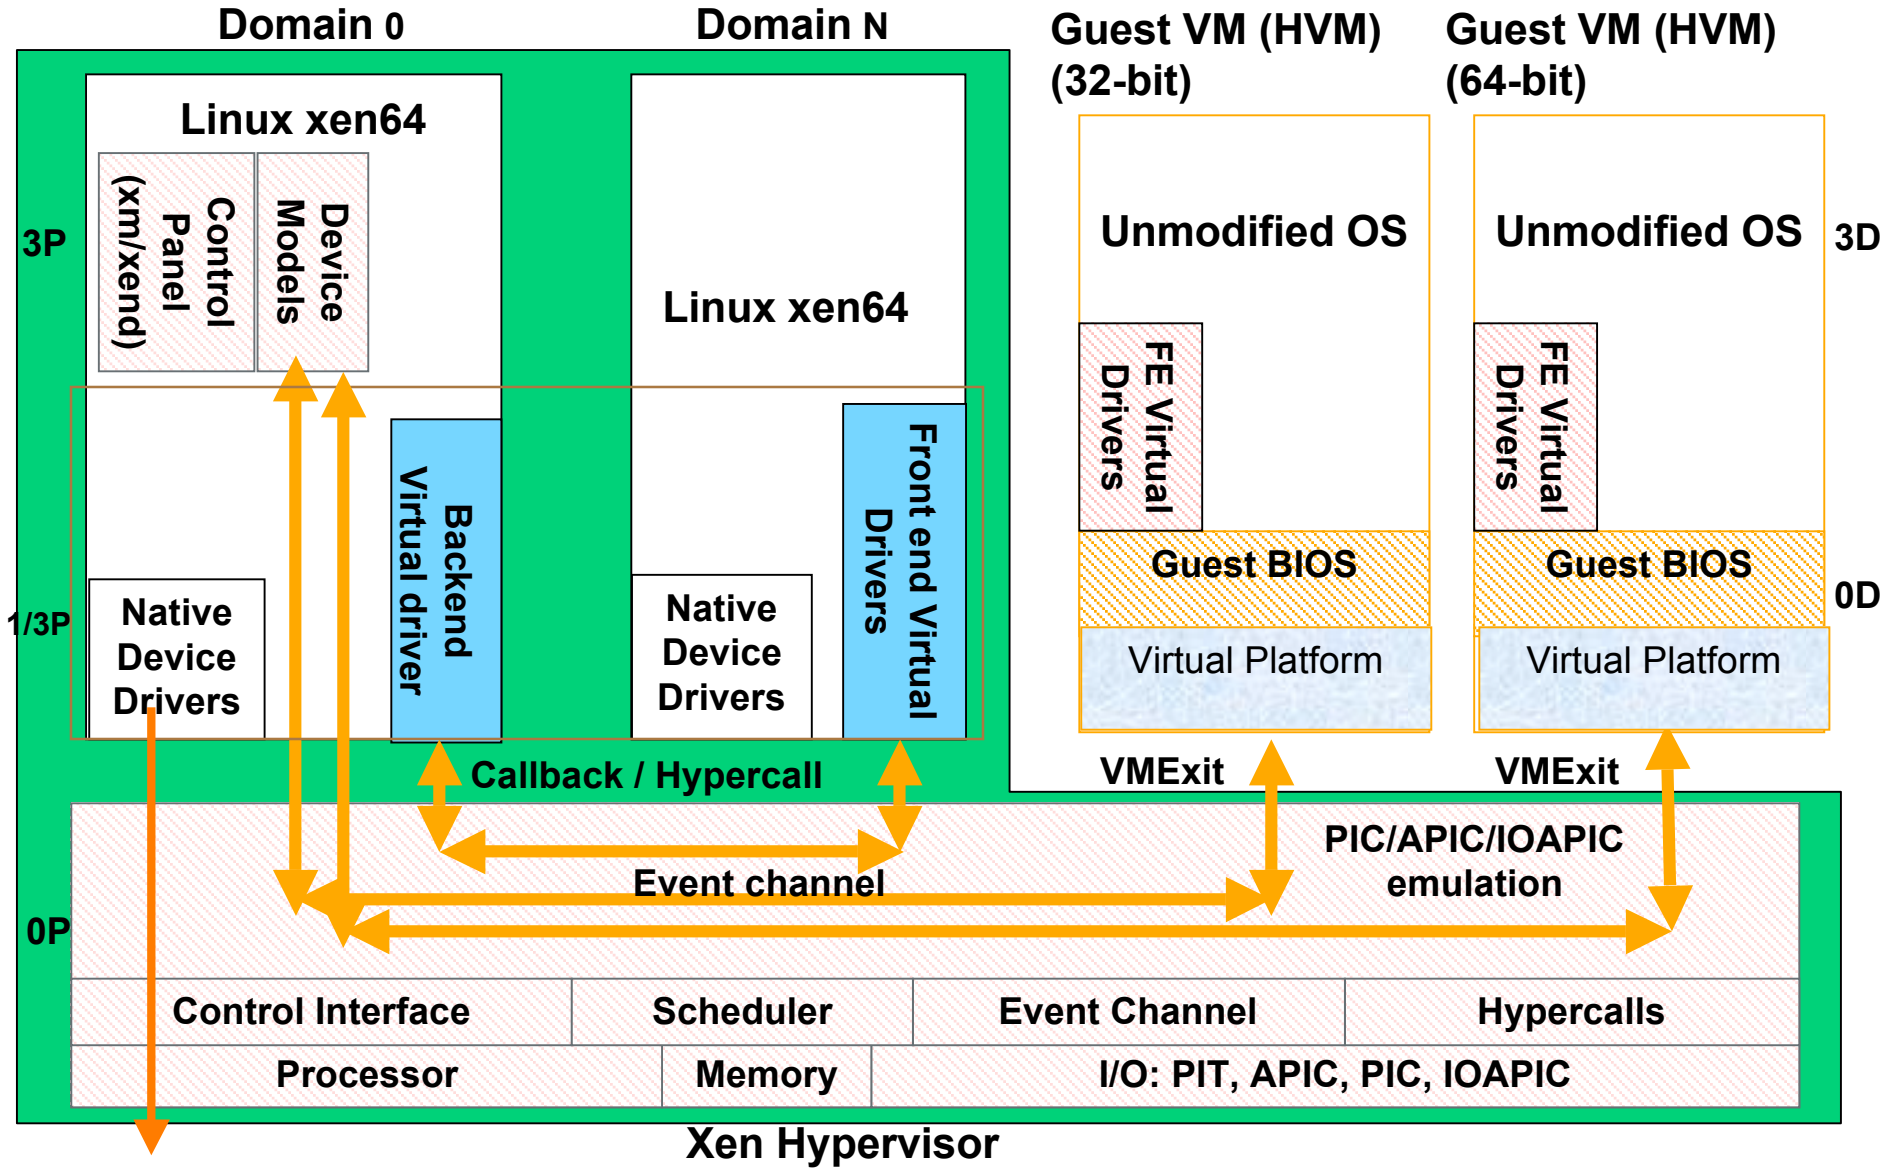 Domain 0
Domain N
Guest VM (HVM)
(32-bit)
Guest VM (HVM)
(64-bit)
Linux xen64
Control
Panel
(xm/xend)
Device
Models
3P
Linux xen64
Unmodified OS
Unmodified OS
3D
FE Virtual
Drivers
FE Virtual
Drivers
Backend
Virtual driver
Front end Virtual
Drivers
Guest BIOS
Guest BIOS
0D
1/3P
Native
Device
Drivers
Native
Device
Drivers
Virtual Platform
Virtual Platform
Callback / Hypercall
VMExit
VMExit
PIC/APIC/IOAPIC
emulation
Event channel
0P
Control Interface
Scheduler
Event Channel
Hypercalls
Processor
Memory
I/O: PIT, APIC, PIC, IOAPIC
Xen Hypervisor